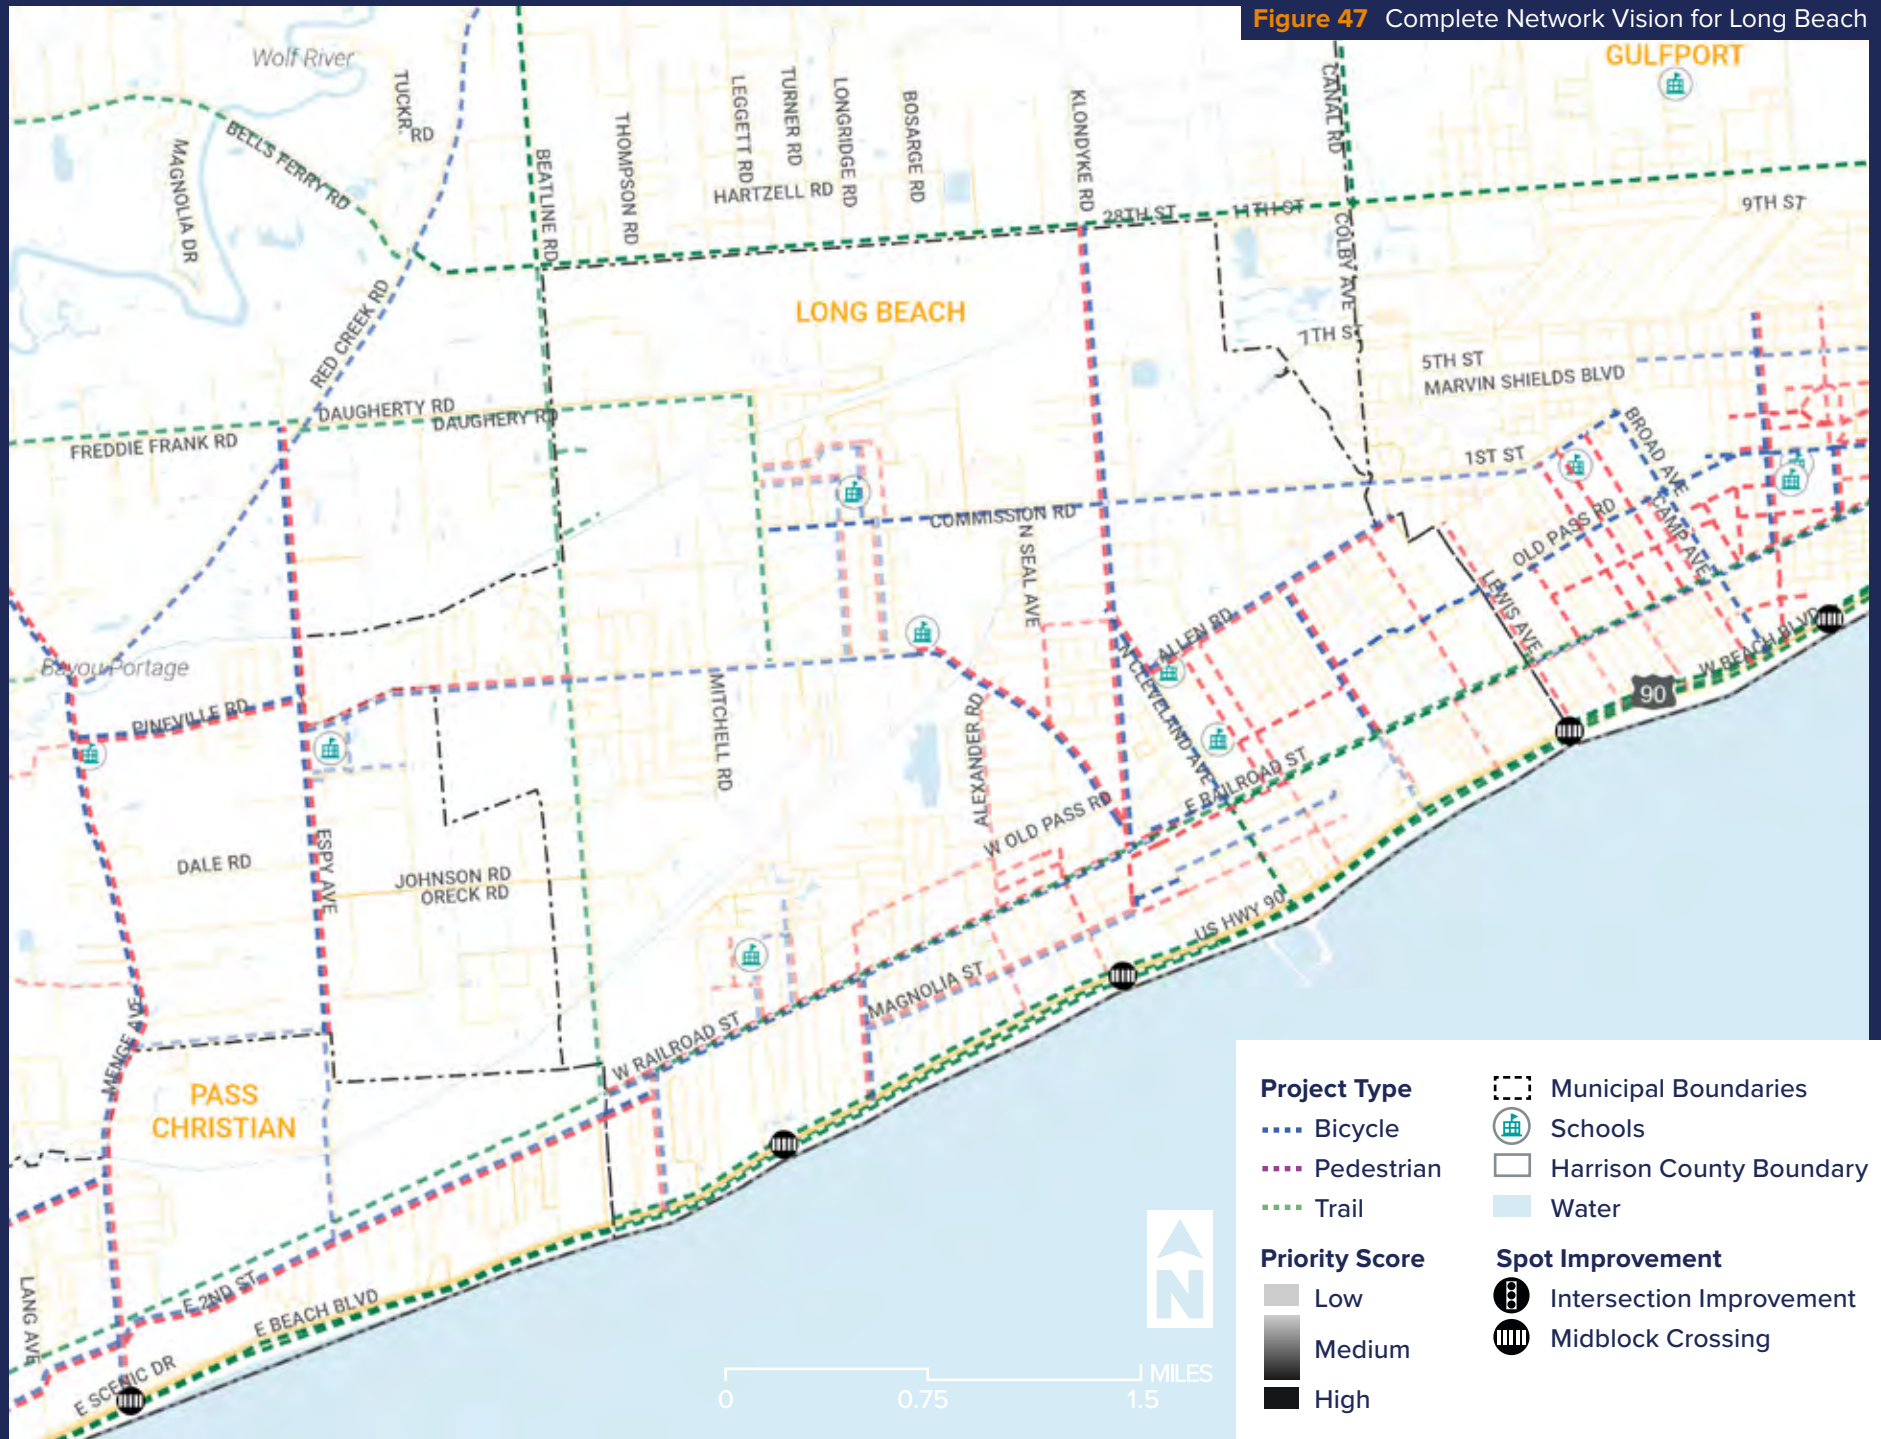 Figure 47 Complete Network Vision for Long Beach
GULFPORT
Wolf River
TUCKR.
RD
MAGNOLIA DR
BELLS FERRY RD
BEATLINE RD
THOMPSON RD
LEGGETT RD
TURNER RD
LONGRIDGE RD
BOSARGE RD
HARTZELL RD
KLONDYKE RD
CANAL RD
28TH ST
11TH ST
9TH ST
COLBY AVE
RED CREEK RD
LONG BEACH
7TH ST
5TH ST
MARVIN SHIELDS BLVD
DAUGHERTY RD
DAUGHERY RD
FREDDIE FRANK RD
1ST ST
BROAD AVE
COMMISSION RD
N SEAL AVE
OLD PASS RD
CAMP AVE
LEWIS AVE
ALLEN RD
N CLEVELAND AVE
Bayou Portage
PINEVILLE RD
W BEACH BLVD
90
MITCHELL RD
ALEXANDER RD
E RAILROAD ST
W OLD PASS RD
DALE RD
ESPY AVE
JOHNSON RD
ORECK RD
US HWY 90
MAGNOLIA ST
W RAILROAD ST
MENGE AVE
PASS
CHRISTIAN
LANG AVE
E 2ND ST
E BEACH BLVD
E SCENIC DR
N
MILES
0 0.75 1.5
Project Type
Bicycle
Pedestrian
Trail
Priority Score
Low
Medium
High
Municipal Boundaries
Schools
Harrison County Boundary
Water
Spot Improvement
Intersection Improvement
Midblock Crossing